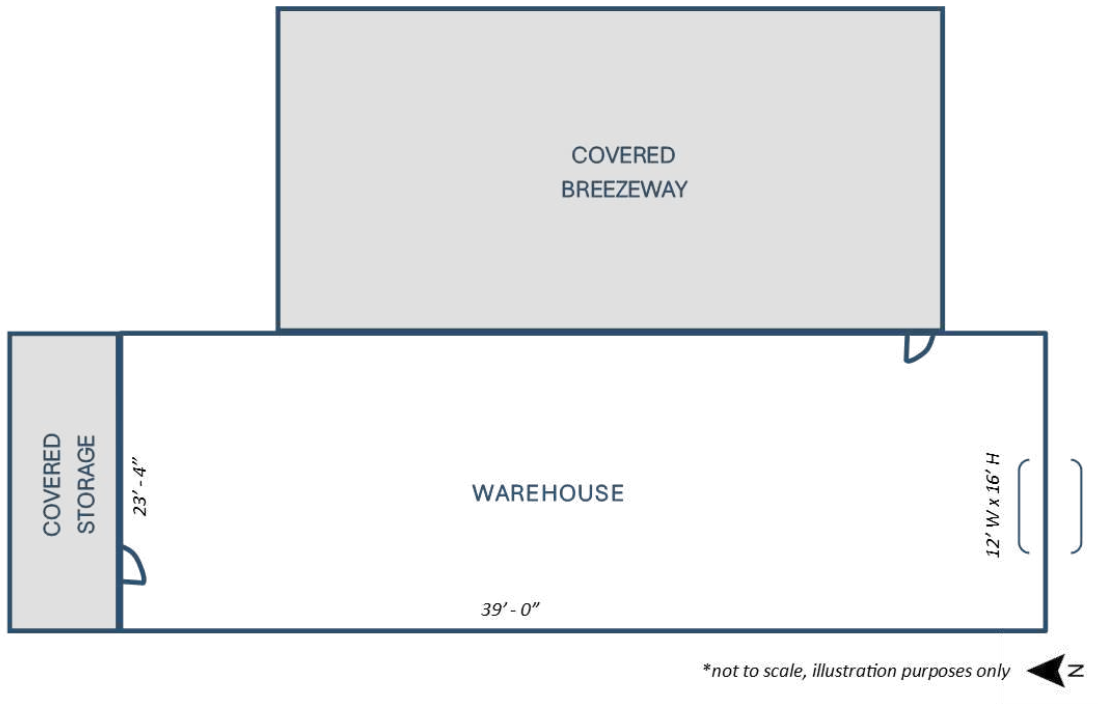 COVERED
BREEZEWAY
COVERED
STORAGE
23’ - 4”
WAREHOUSE
12’ W x 16’ H
39’ - 0”
*not to scale, illustration purposes only
N